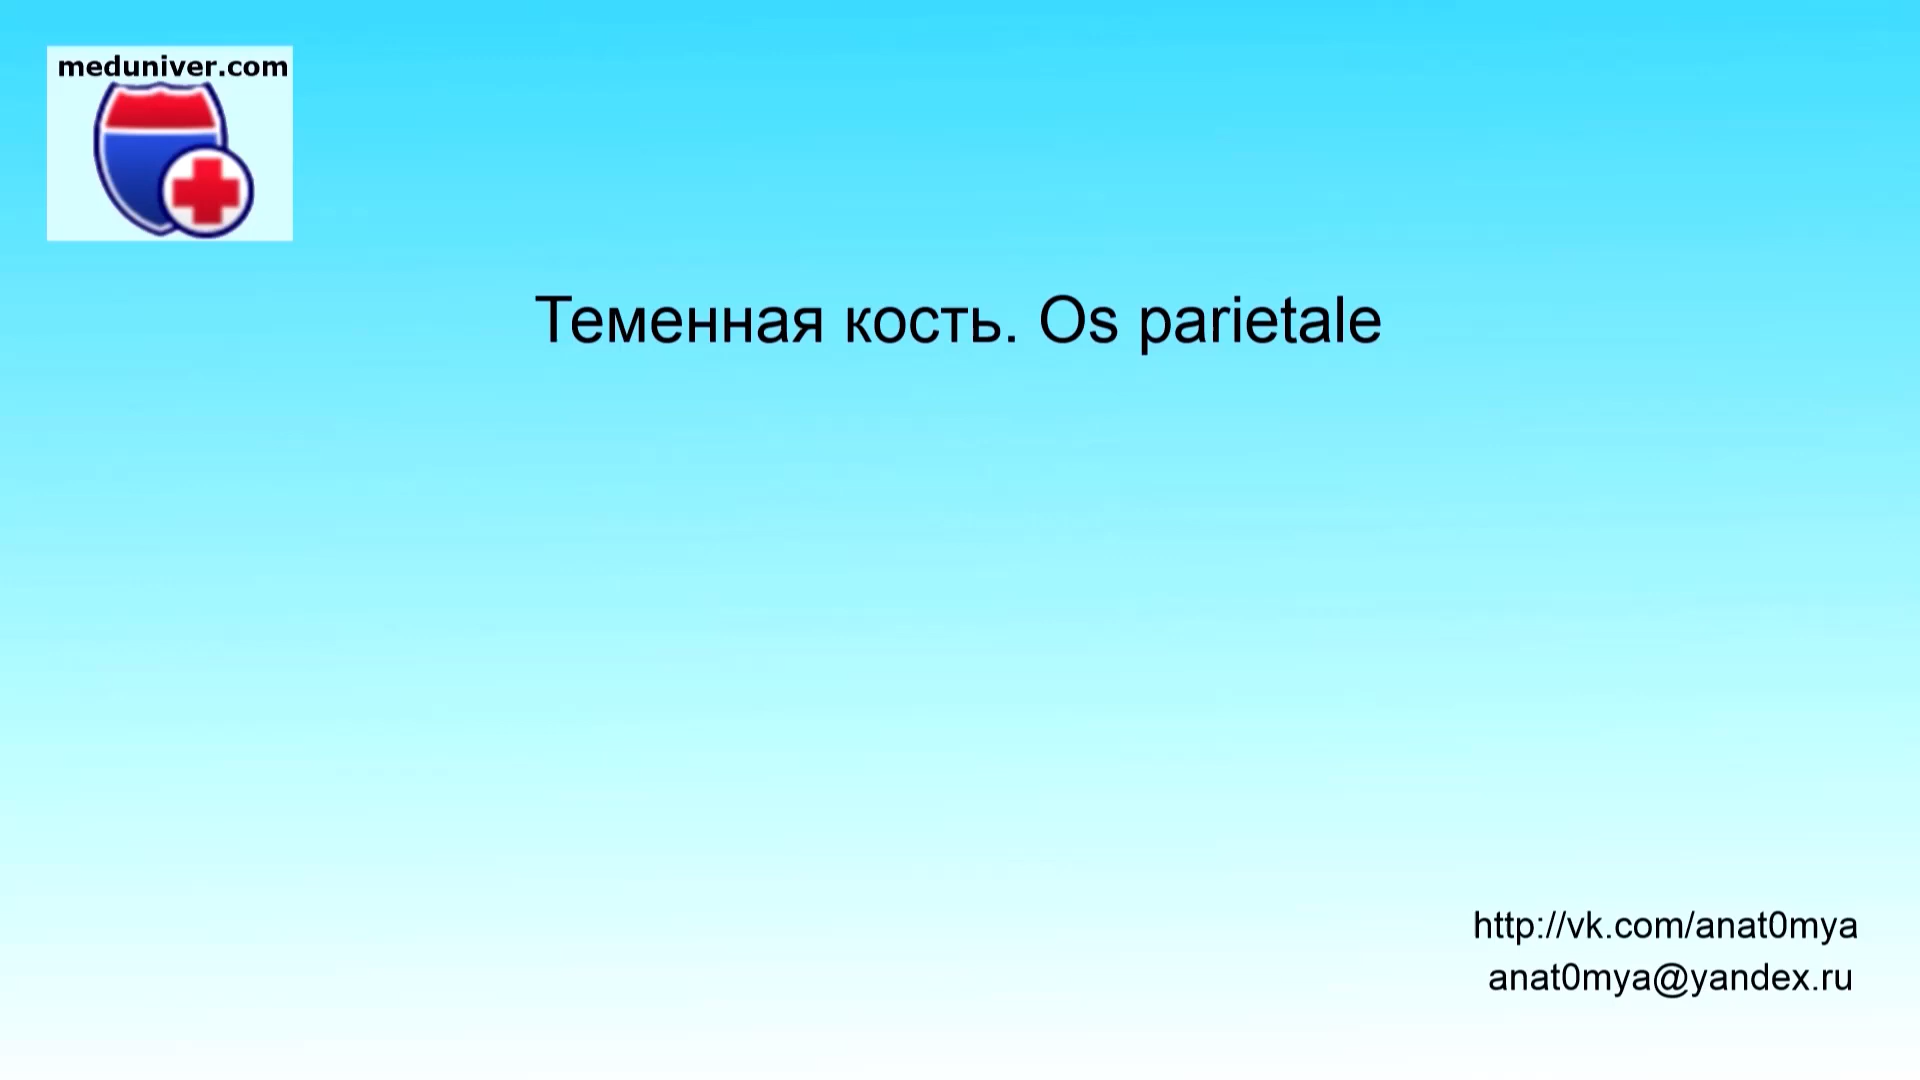 meduniver.com
Теменная кость. Os parietale
http://vk.com/anat0mya
anat0mya@yandex.ru